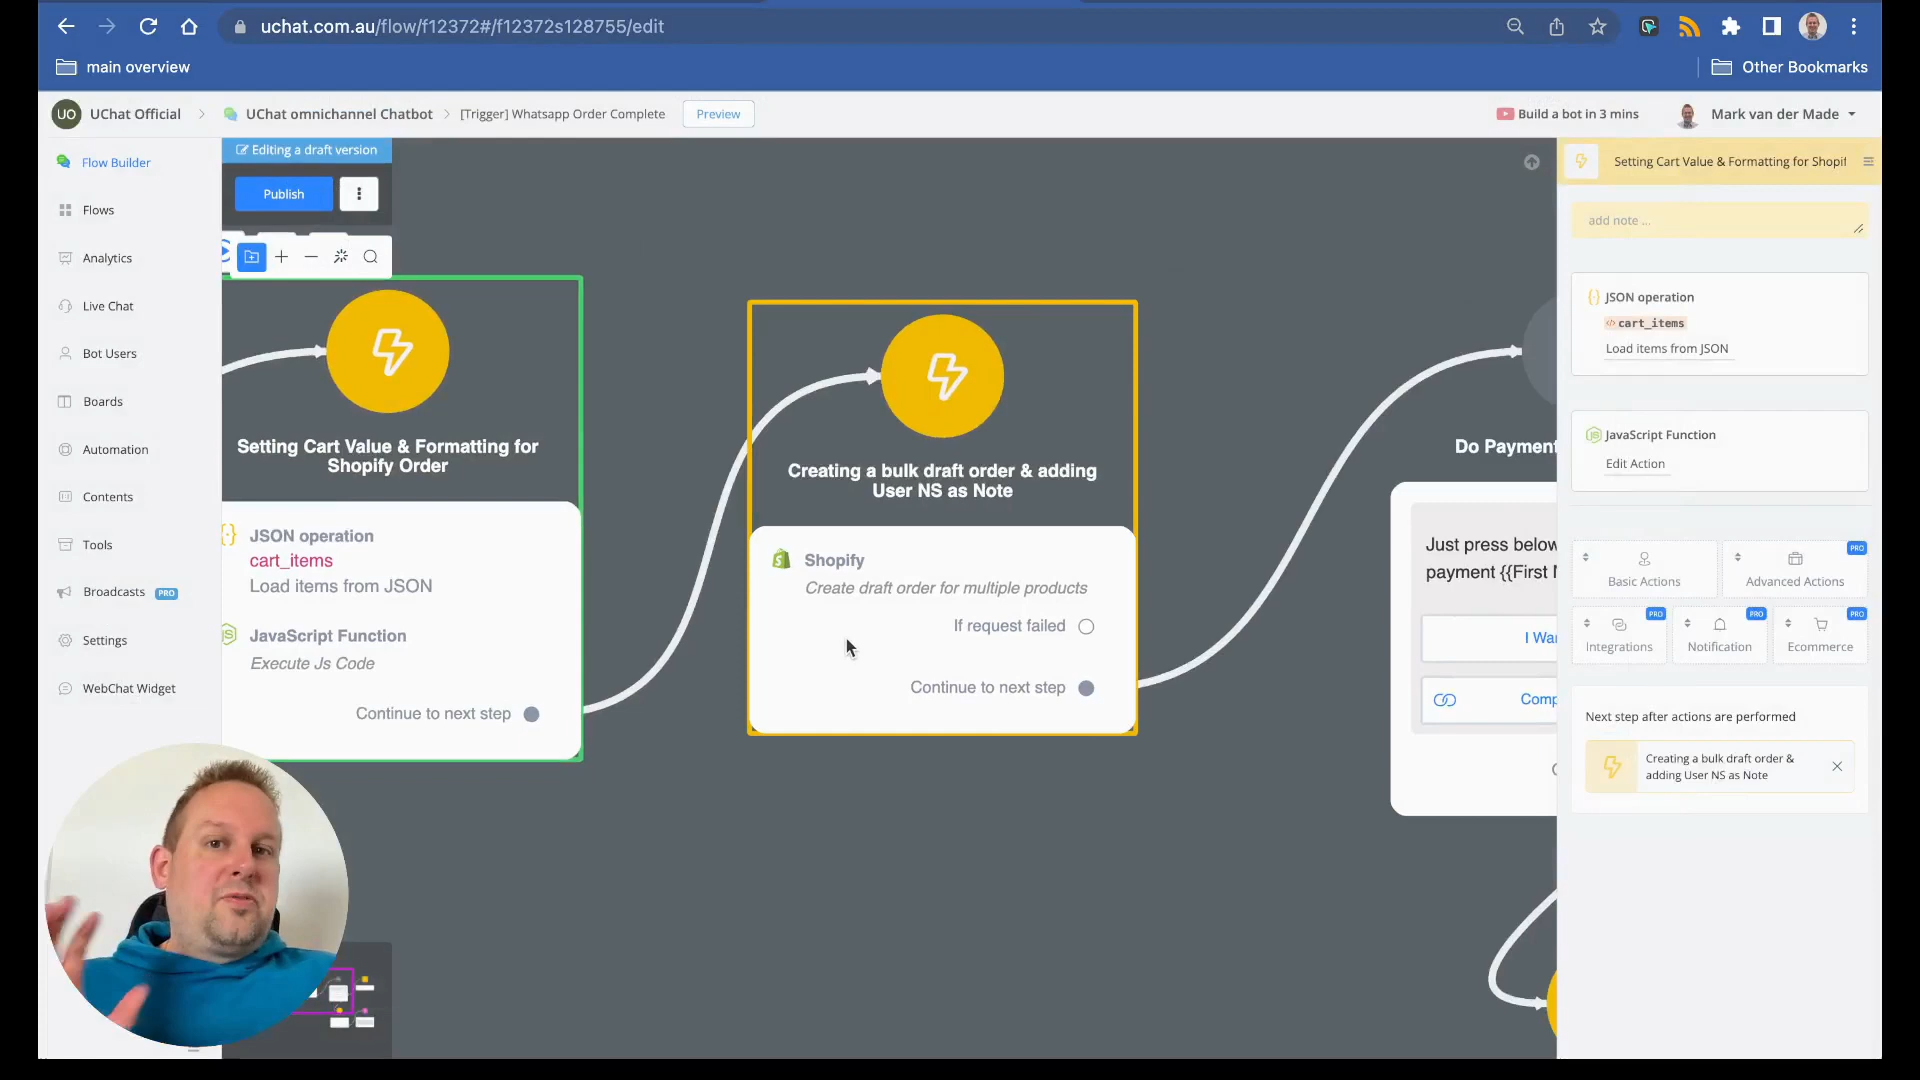 uchat.com.au/flow/f12372#/f12372s128755/edit
main overview
Other Bookmarks
UO
UChat Official
UChat omnichannel Chatbot
[Trigger] Whatsapp Order Complete
Preview
Build a bot in 3 mins
Mark van der Made
Flow Builder
Flows
Analytics
Live Chat
Bot Users
Boards
Automation
Contents
Tools
Broadcasts PRO
Settings
WebChat Widget
Editing a draft version
Publish
Setting Cart Value & Formatting for
Shopify Order
JSON operation
cart_items
Load items from JSON
JavaScript Function
Execute Js Code
Continue to next step
Creating a bulk draft order & adding
User NS as Note
Shopify
Create draft order for multiple products
If request failed
Continue to next step
Do Payment
Just press below
payment {{First
I Wa
Comp
Setting Cart Value & Formatting for Shopif
add note ...
JSON operation
cart_items
Load items from JSON
JavaScript Function
Edit Action
Basic Actions
PRO
Advanced Actions
PRO
Integrations
PRO
Notification
PRO
Ecommerce
Next step after actions are performed
Creating a bulk draft order &
adding User NS as Note